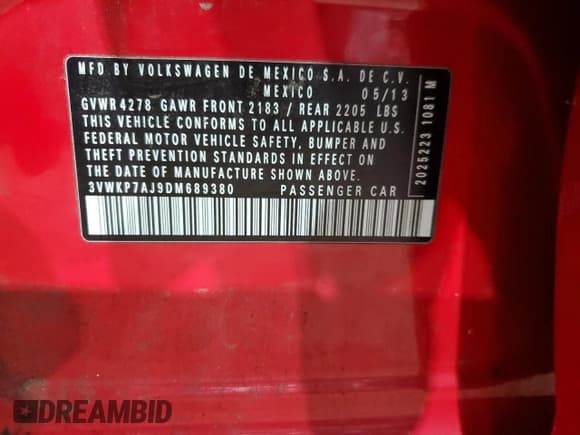 MFD BY VOLKSWAGEN DE MEXICO S.A. DE C.V.
MEXICO 05/13
GVWR 4278 GAWR FRONT 2183 / REAR 2205 LBS
THIS VEHICLE CONFORMS TO ALL APPLICABLE U.S.
FEDERAL MOTOR VEHICLE SAFETY, BUMPER AND
THEFT PREVENTION STANDARDS IN EFFECT ON
THE DATE OF MANUFACTURE SHOWN ABOVE.
3VWKP7AJ9DM689380 PASSENGER CAR
2025223 1081 M
DREAMBID